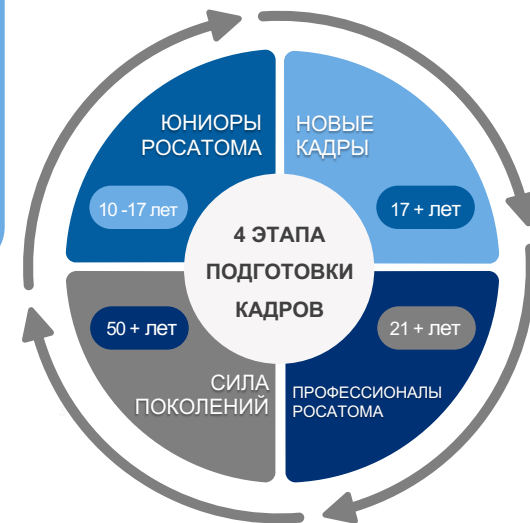 ЮНИОРЫ
РОСАТОМА
10 -17 лет
НОВЫЕ
КАДРЫ
17 + лет
4 ЭТАПА
ПОДГОТОВКИ
КАДРОВ
50 + лет
СИЛА
ПОКОЛЕНИЙ
21 + лет
ПРОФЕССИОНАЛЫ
РОСАТОМА